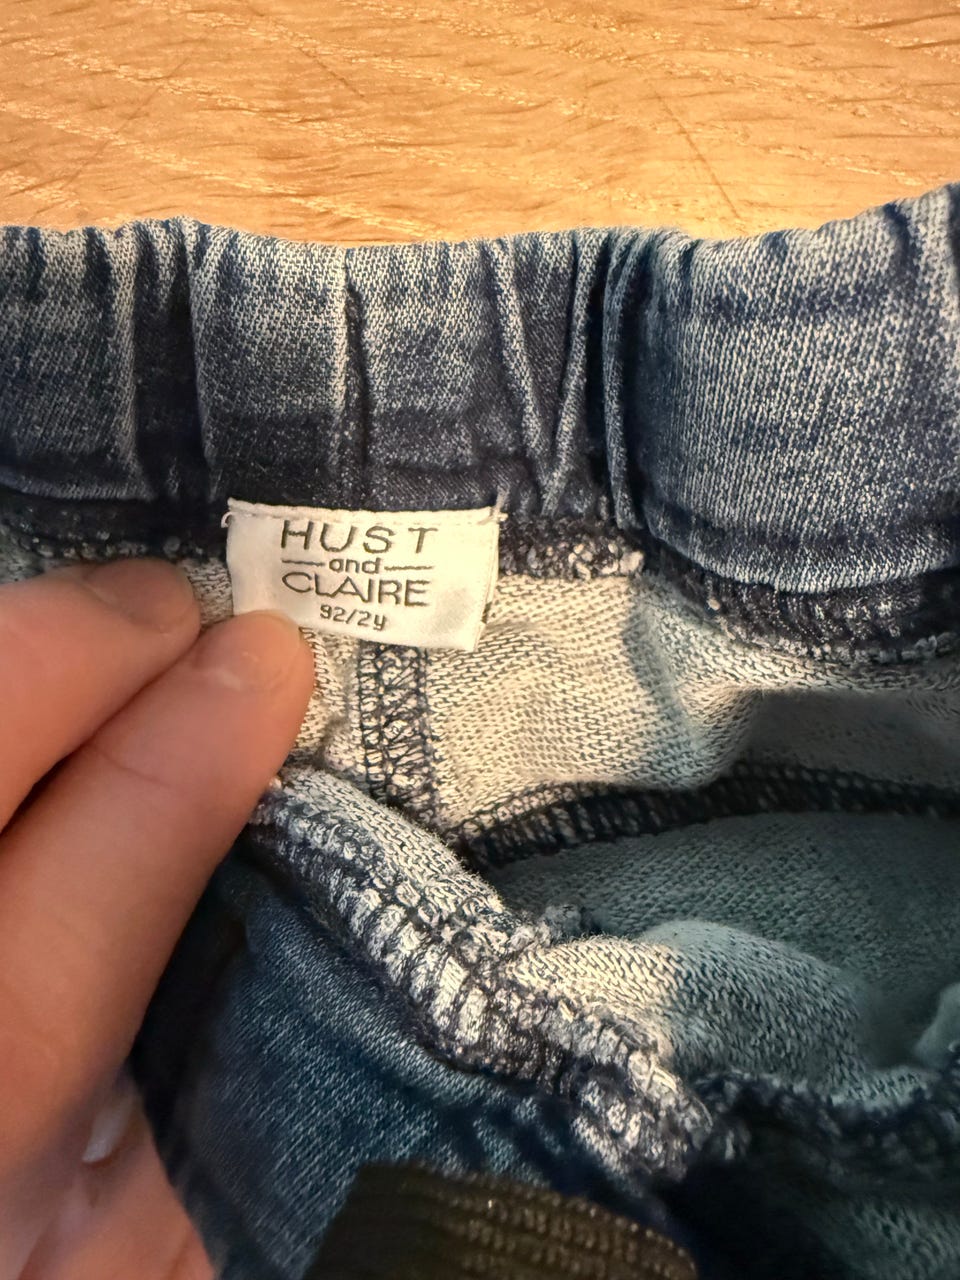 HUST
and
CLAIRE
92/2y